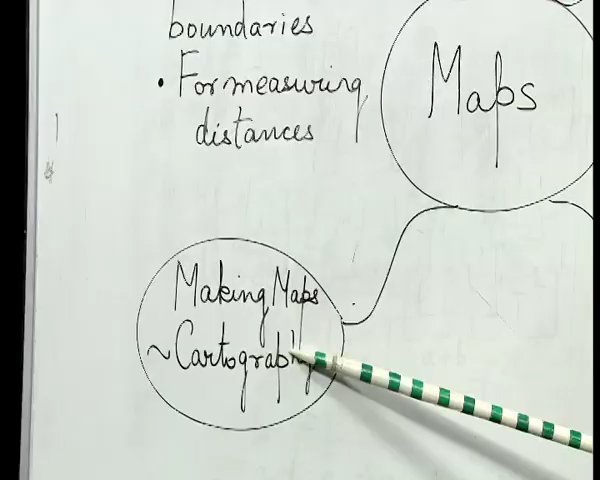 boundaries
• For measuring
distances
Maps
Making Maps
~Cartography